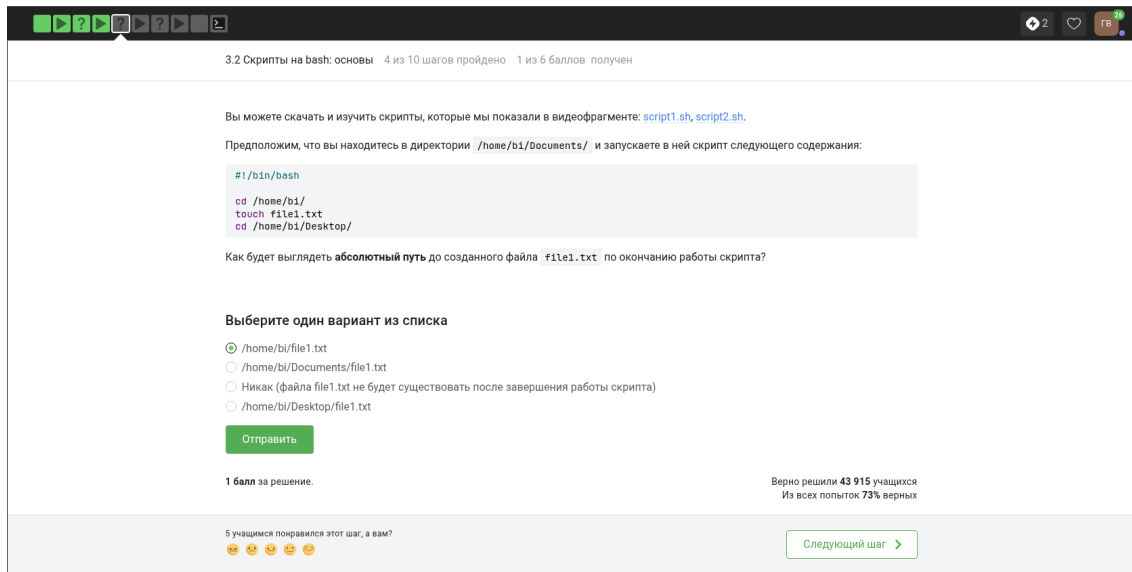 2
ГВ
26
3.2 Скрипты на bash: основы 4 из 10 шагов пройдено 1 из 6 баллов получен
Вы можете скачать и изучить скрипты, которые мы показали в видеофрагменте: script1.sh, script2.sh.
Предположим, что вы находитесь в директории /home/bi/Documents/ и запускаете в ней скрипт следующего содержания:
#!/bin/bash
cd /home/bi/
touch file1.txt
cd /home/bi/Desktop/
Как будет выглядеть абсолютный путь до созданного файла file1.txt по окончанию работы скрипта?
Выберите один вариант из списка
/home/bi/file1.txt
/home/bi/Documents/file1.txt
Никак (файла file1.txt не будет существовать после завершения работы скрипта)
/home/bi/Desktop/file1.txt
Отправить
1 балл за решение.
Верно решили 43 915 учащихся
Из всех попыток 73% верных
5 учащимся понравился этот шаг, а вам?
Следующий шаг